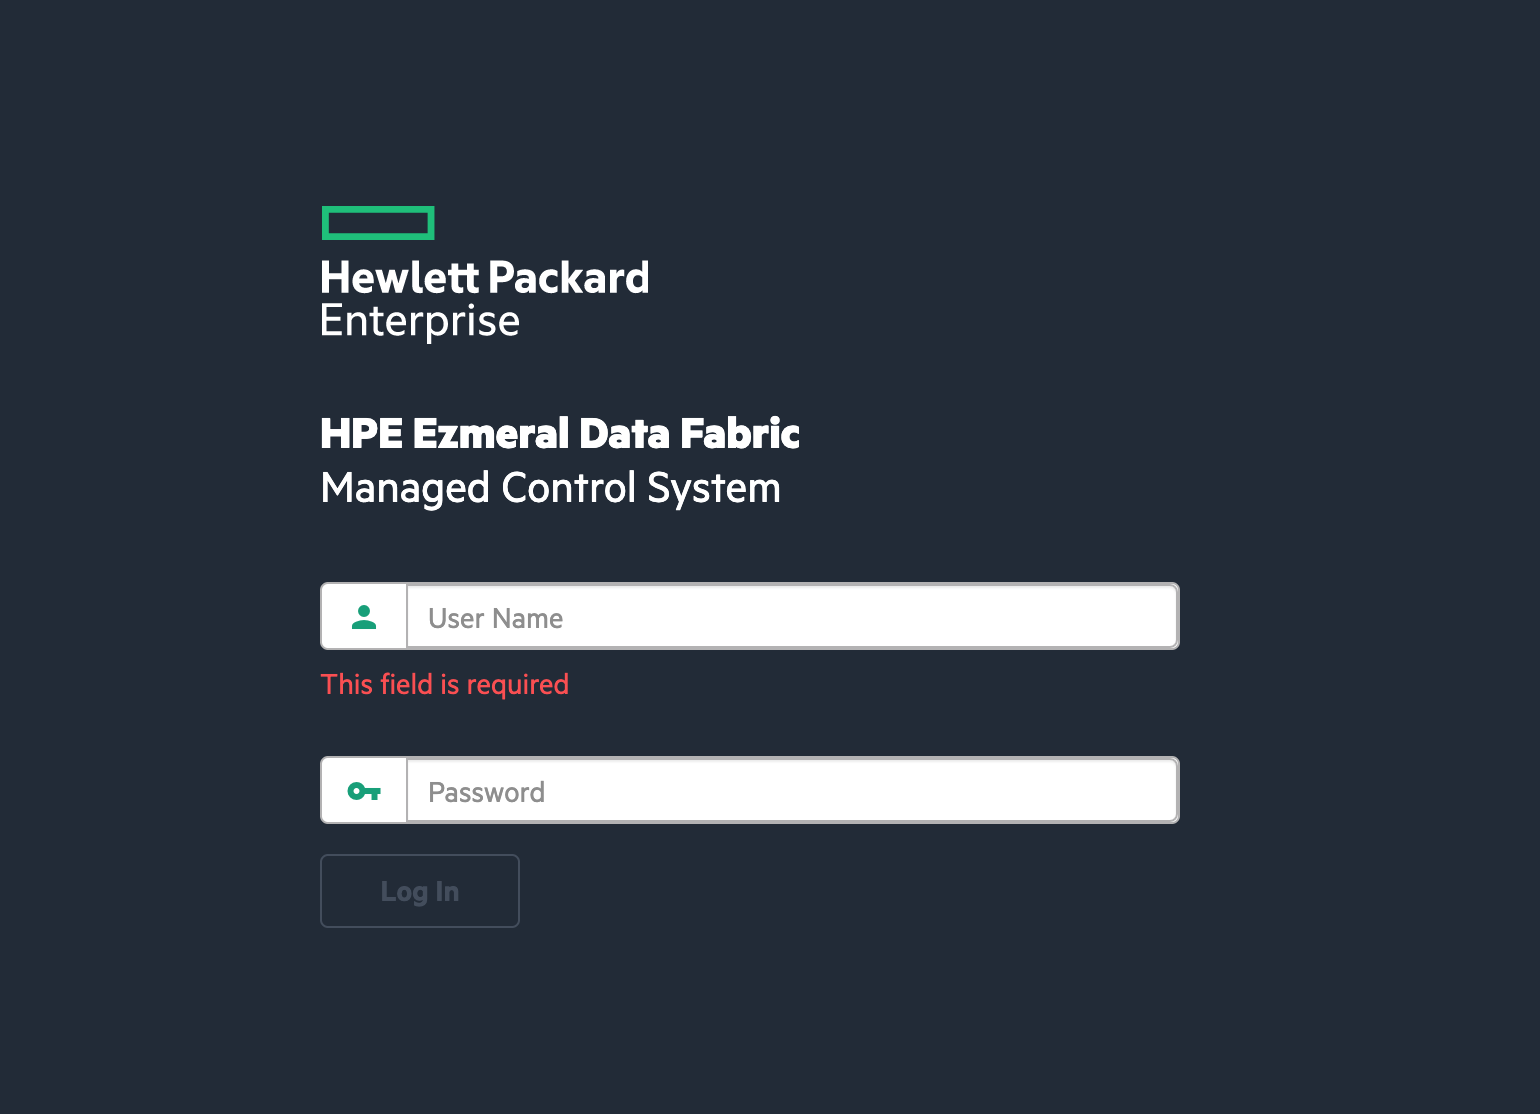 Hewlett Packard
Enterprise
HPE Ezmeral Data Fabric
Managed Control System
User Name
This field is required
Password
Log In